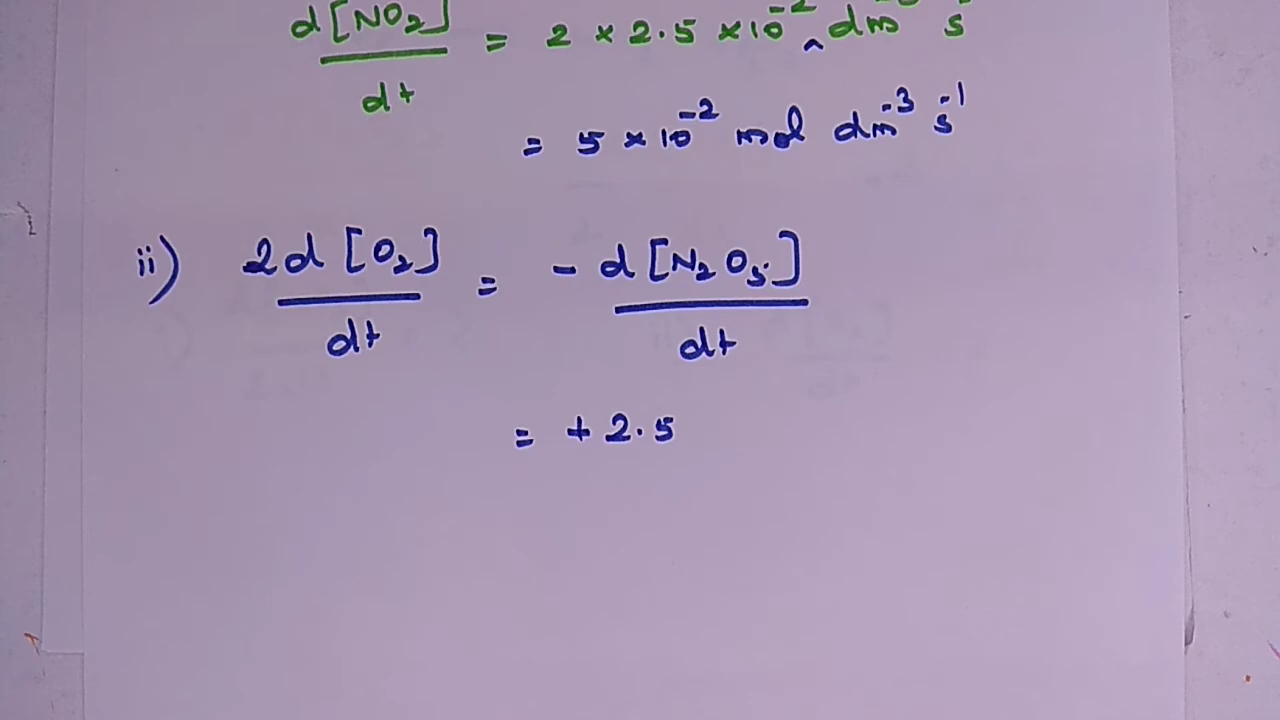 d[NO₂]/dt = 2 × 2.5 × 10⁻² ‸ dm s
= 5 × 10⁻² mol dm⁻³ s⁻¹
ii) 2d[O₂]/dt = - d[N₂O₅]/dt
= + 2.5